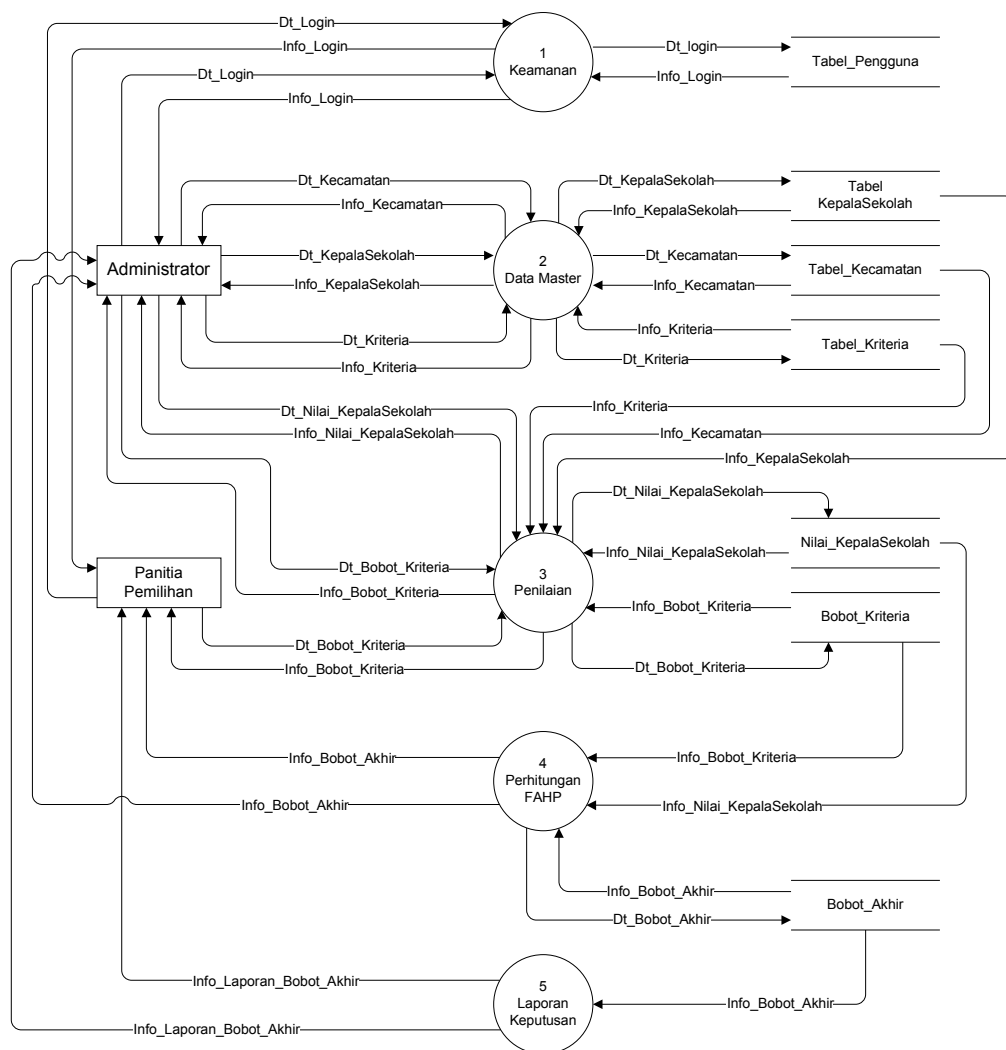 Dt_Login
Info_Login
Dt_Login
Info_Login
1
Keamanan
Dt_login
Info_Login
Tabel_Pengguna
Dt_Kecamatan
Info_Kecamatan
Dt_KepalaSekolah
Info_KepalaSekolah
Dt_Kriteria
Info_Kriteria
Administrator
2
Data Master
Dt_KepalaSekolah
Info_KepalaSekolah
Dt_Kecamatan
Info_Kecamatan
Info_Kriteria
Dt_Kriteria
Tabel
KepalaSekolah
Tabel_Kecamatan
Tabel_Kriteria
Dt_Nilai_KepalaSekolah
Info_Nilai_KepalaSekolah
Info_Kriteria
Info_Kecamatan
Info_KepalaSekolah
Dt_Nilai_KepalaSekolah
Info_Nilai_KepalaSekolah
Nilai_KepalaSekolah
Panitia
Pemilihan
Dt_Bobot_Kriteria
Info_Bobot_Kriteria
Dt_Bobot_Kriteria
Info_Bobot_Kriteria
3
Penilaian
Info_Bobot_Kriteria
Dt_Bobot_Kriteria
Bobot_Kriteria
Info_Bobot_Akhir
Info_Bobot_Akhir
4
Perhitungan
FAHP
Info_Bobot_Kriteria
Info_Nilai_KepalaSekolah
Info_Bobot_Akhir
Dt_Bobot_Akhir
Bobot_Akhir
Info_Laporan_Bobot_Akhir
Info_Laporan_Bobot_Akhir
5
Laporan
Keputusan
Info_Bobot_Akhir